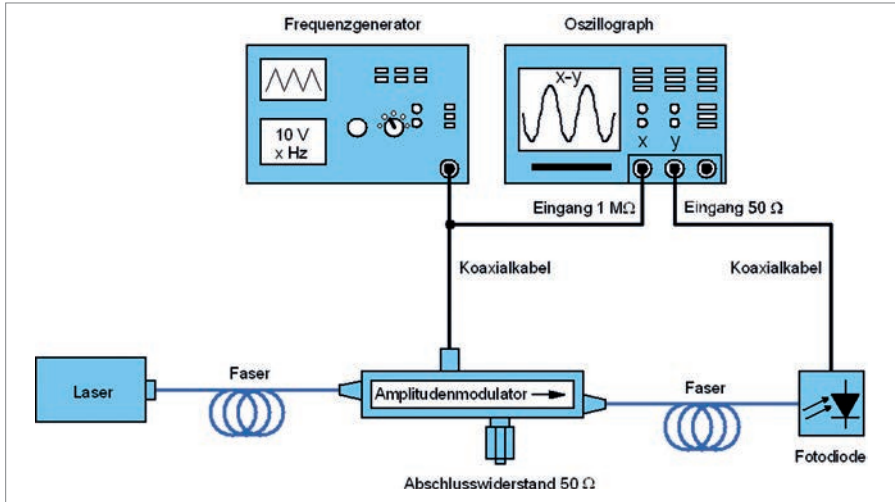 Frequenzgenerator
Oszillograph
x-y
10 V
x Hz
x y
Eingang 1 MΩ
Eingang 50 Ω
Koaxialkabel
Koaxialkabel
Laser
Faser
Amplitudenmodulator
Faser
Abschlusswiderstand 50 Ω
Fotodiode